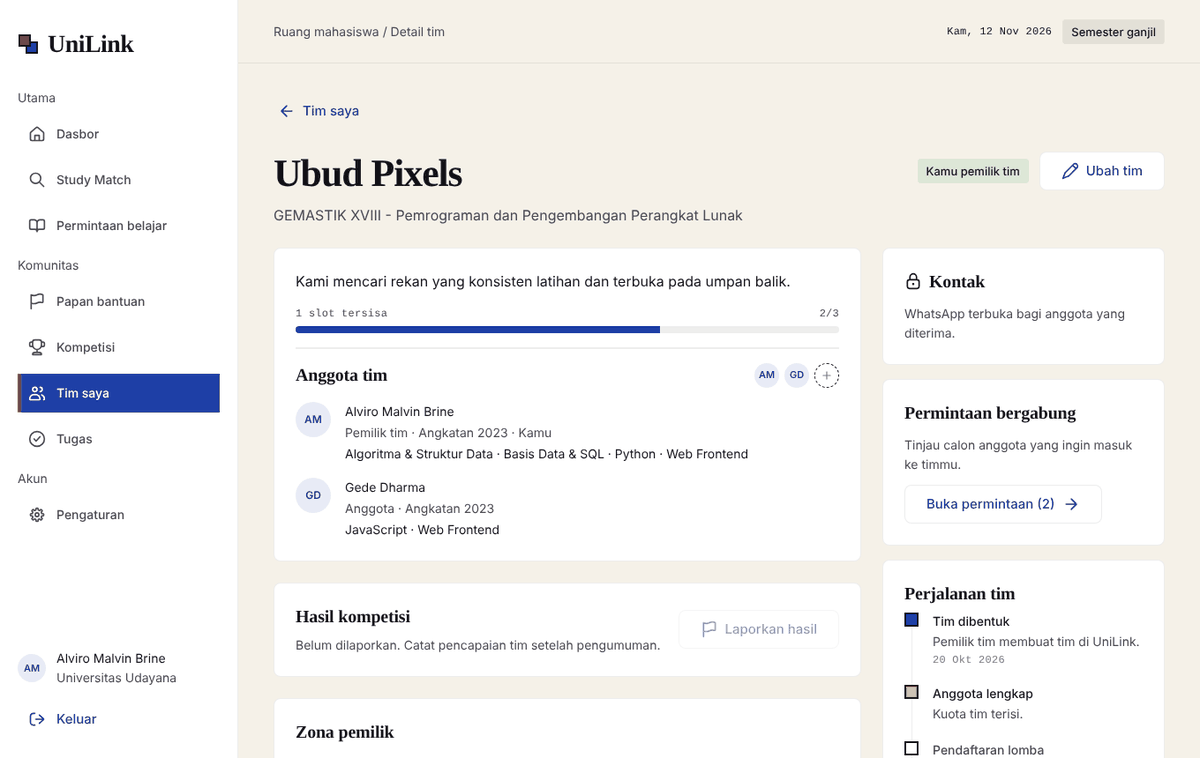 UniLink
Utama
Dasbor
Study Match
Permintaan belajar
Komunitas
Papan bantuan
Kompetisi
Tim saya
Tugas
Akun
Pengaturan
AM
Alviro Malvin Brine
Universitas Udayana
Keluar
Ruang mahasiswa / Detail tim
Kam, 12 Nov 2026
Semester ganjil
Tim saya
Ubud Pixels
Kamu pemilik tim
Ubah tim
GEMASTIK XVIII - Pemrograman dan Pengembangan Perangkat Lunak
Kami mencari rekan yang konsisten latihan dan terbuka pada umpan balik.
1 slot tersisa
2/3
Anggota tim
AM
GD
+
AM
Alviro Malvin Brine
Pemilik tim · Angkatan 2023 · Kamu
Algoritma & Struktur Data · Basis Data & SQL · Python · Web Frontend
GD
Gede Dharma
Anggota · Angkatan 2023
JavaScript · Web Frontend
Hasil kompetisi
Belum dilaporkan. Catat pencapaian tim setelah pengumuman.
Laporkan hasil
Zona pemilik
Kontak
WhatsApp terbuka bagi anggota yang
diterima.
Permintaan bergabung
Tinjau calon anggota yang ingin masuk
ke timmu.
Buka permintaan (2)
Perjalanan tim
Tim dibentuk
Pemilik tim membuat tim di UniLink.
20 Okt 2026
Anggota lengkap
Kuota tim terisi.
Pendaftaran lomba